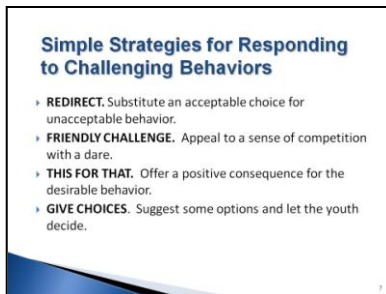 Simple Strategies for Responding
to Challenging Behaviors
REDIRECT. Substitute an acceptable choice for
unacceptable behavior.
FRIENDLY CHALLENGE. Appeal to a sense of competition
with a dare.
THIS FOR THAT. Offer a positive consequence for the
desirable behavior.
GIVE CHOICES. Suggest some options and let the youth
decide.
7